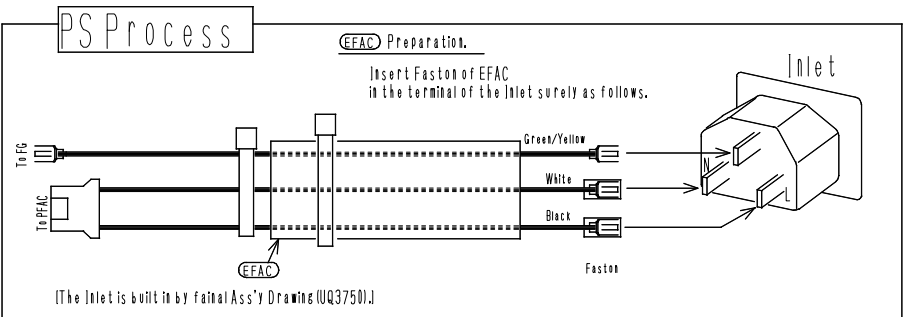 PS Process
EFAC Preparation.
Insert Faston of EFAC
in the terminal of the Inlet surely as follows.
Inlet
To FG
Green/Yellow
N
To PFAC
White
L
Black
EFAC
Faston
[The Inlet is built in by fainal Ass'y Drawing (UQ3750).]